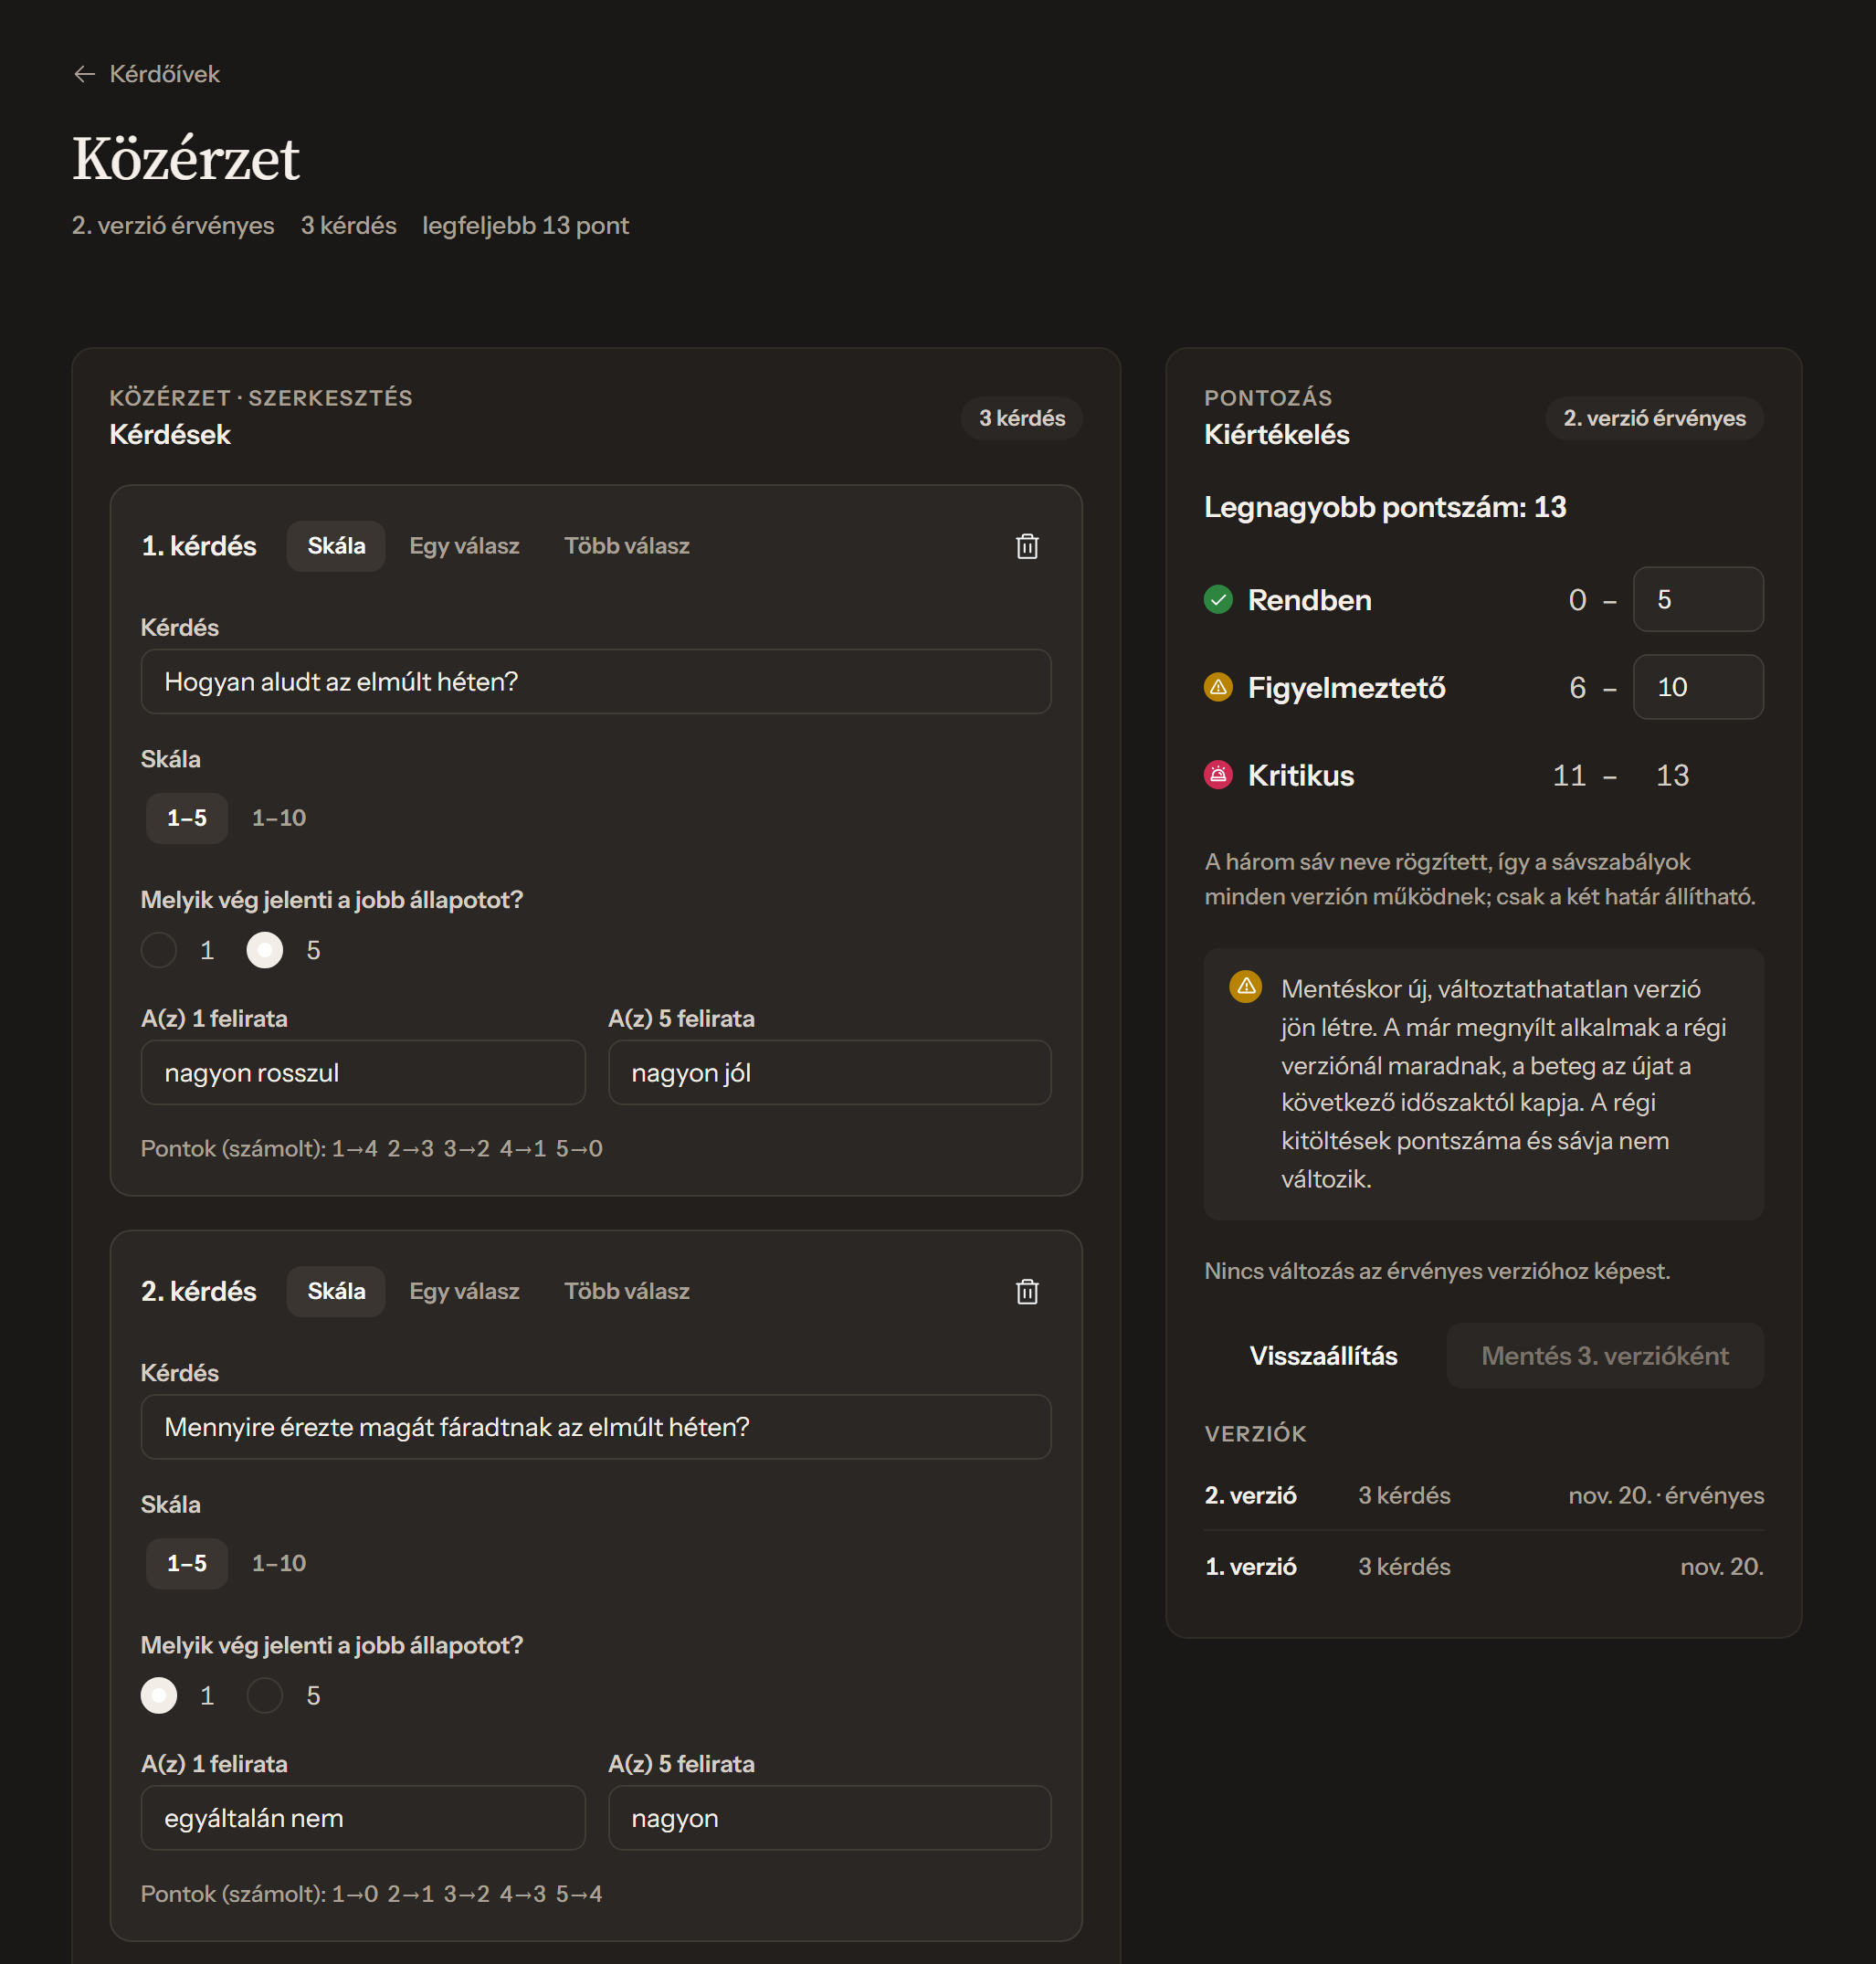 ← Kérdőívek
Közérzet
2. verzió érvényes 3 kérdés legfeljebb 13 pont
KÖZÉRZET · SZERKESZTÉS
Kérdések
3 kérdés
1. kérdés Skála Egy válasz Több válasz
Kérdés
Hogyan aludt az elmúlt héten?
Skála
1–5 1–10
Melyik vég jelenti a jobb állapotot?
1 5
A(z) 1 felirata A(z) 5 felirata
nagyon rosszul nagyon jól
Pontok (számolt): 1→4 2→3 3→2 4→1 5→0
2. kérdés Skála Egy válasz Több válasz
Kérdés
Mennyire érezte magát fáradtnak az elmúlt héten?
Skála
1–5 1–10
Melyik vég jelenti a jobb állapotot?
1 5
A(z) 1 felirata A(z) 5 felirata
egyáltalán nem nagyon
Pontok (számolt): 1→0 2→1 3→2 4→3 5→4
PONTOZÁS
Kiértékelés
2. verzió érvényes
Legnagyobb pontszám: 13
Rendben 0 – 5
Figyelmeztető 6 – 10
Kritikus 11 – 13
A három sáv neve rögzített, így a sávszabályok
minden verzión működnek; csak a két határ állítható.
Mentéskor új, változtathatatlan verzió
jön létre. A már megnyílt alkalmak a régi
verziónál maradnak, a beteg az újat a
következő időszaktól kapja. A régi
kitöltések pontszáma és sávja nem
változik.
Nincs változás az érvényes verzióhoz képest.
Visszaállítás Mentés 3. verzióként
VERZIÓK
2. verzió 3 kérdés nov. 20. · érvényes
1. verzió 3 kérdés nov. 20.